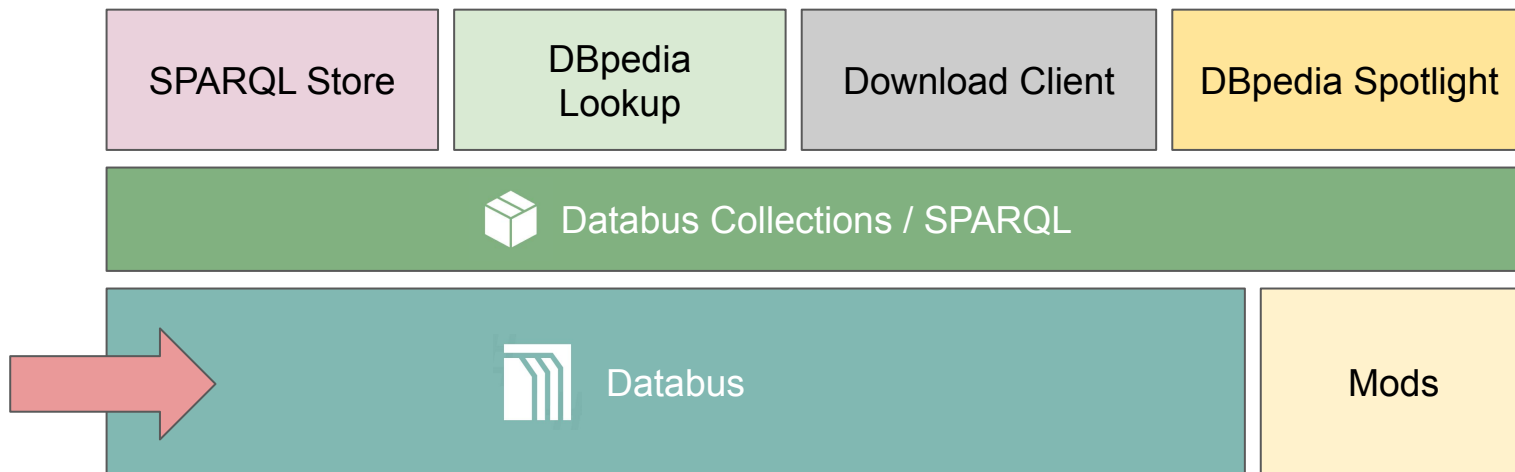 SPARQL Store
DBpedia
Lookup
Download Client
DBpedia Spotlight
Databus Collections / SPARQL
Databus
Mods